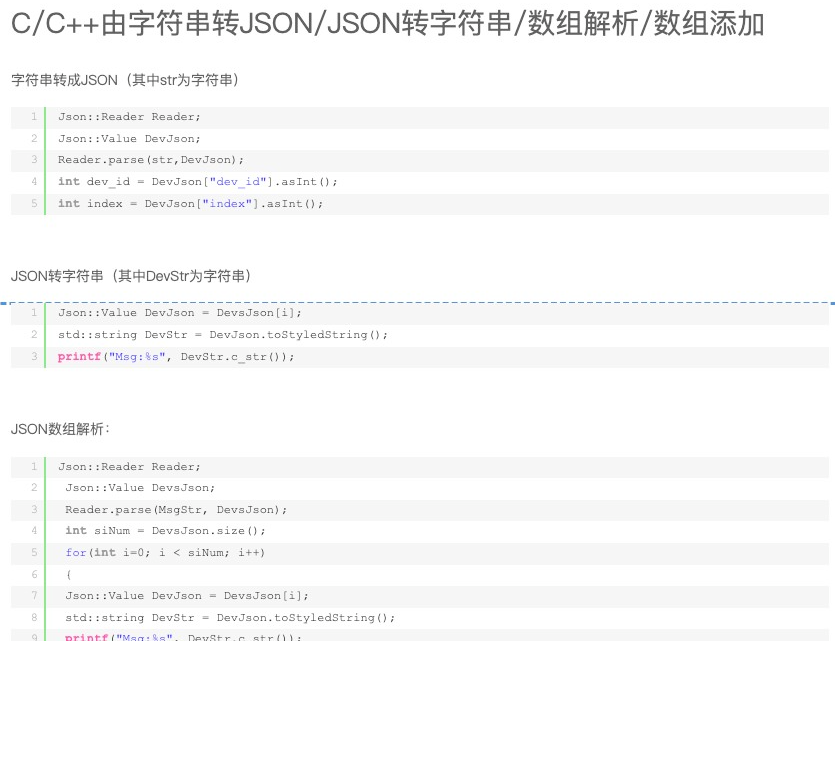 C/C++由字符串转JSON/JSON转字符串/数组解析/数组添加
字符串转成JSON（其中str为字符串）
1 Json::Reader Reader;
2 Json::Value DevJson;
3 Reader.parse(str,DevJson);
4 int dev_id = DevJson["dev_id"].asInt();
5 int index = DevJson["index"].asInt();
JSON转字符串（其中DevStr为字符串）
1 Json::Value DevJson = DevsJson[i];
2 std::string DevStr = DevJson.toStyledString();
3 printf("Msg:%s", DevStr.c_str());
JSON数组解析：
1 Json::Reader Reader;
2 Json::Value DevsJson;
3 Reader.parse(MsgStr, DevsJson);
4 int siNum = DevsJson.size();
5 for(int i=0; i < siNum; i++)
6 {
7 Json::Value DevJson = DevsJson[i];
8 std::string DevStr = DevJson.toStyledString();
9 printf("Msg:%s", DevStr.c_str());